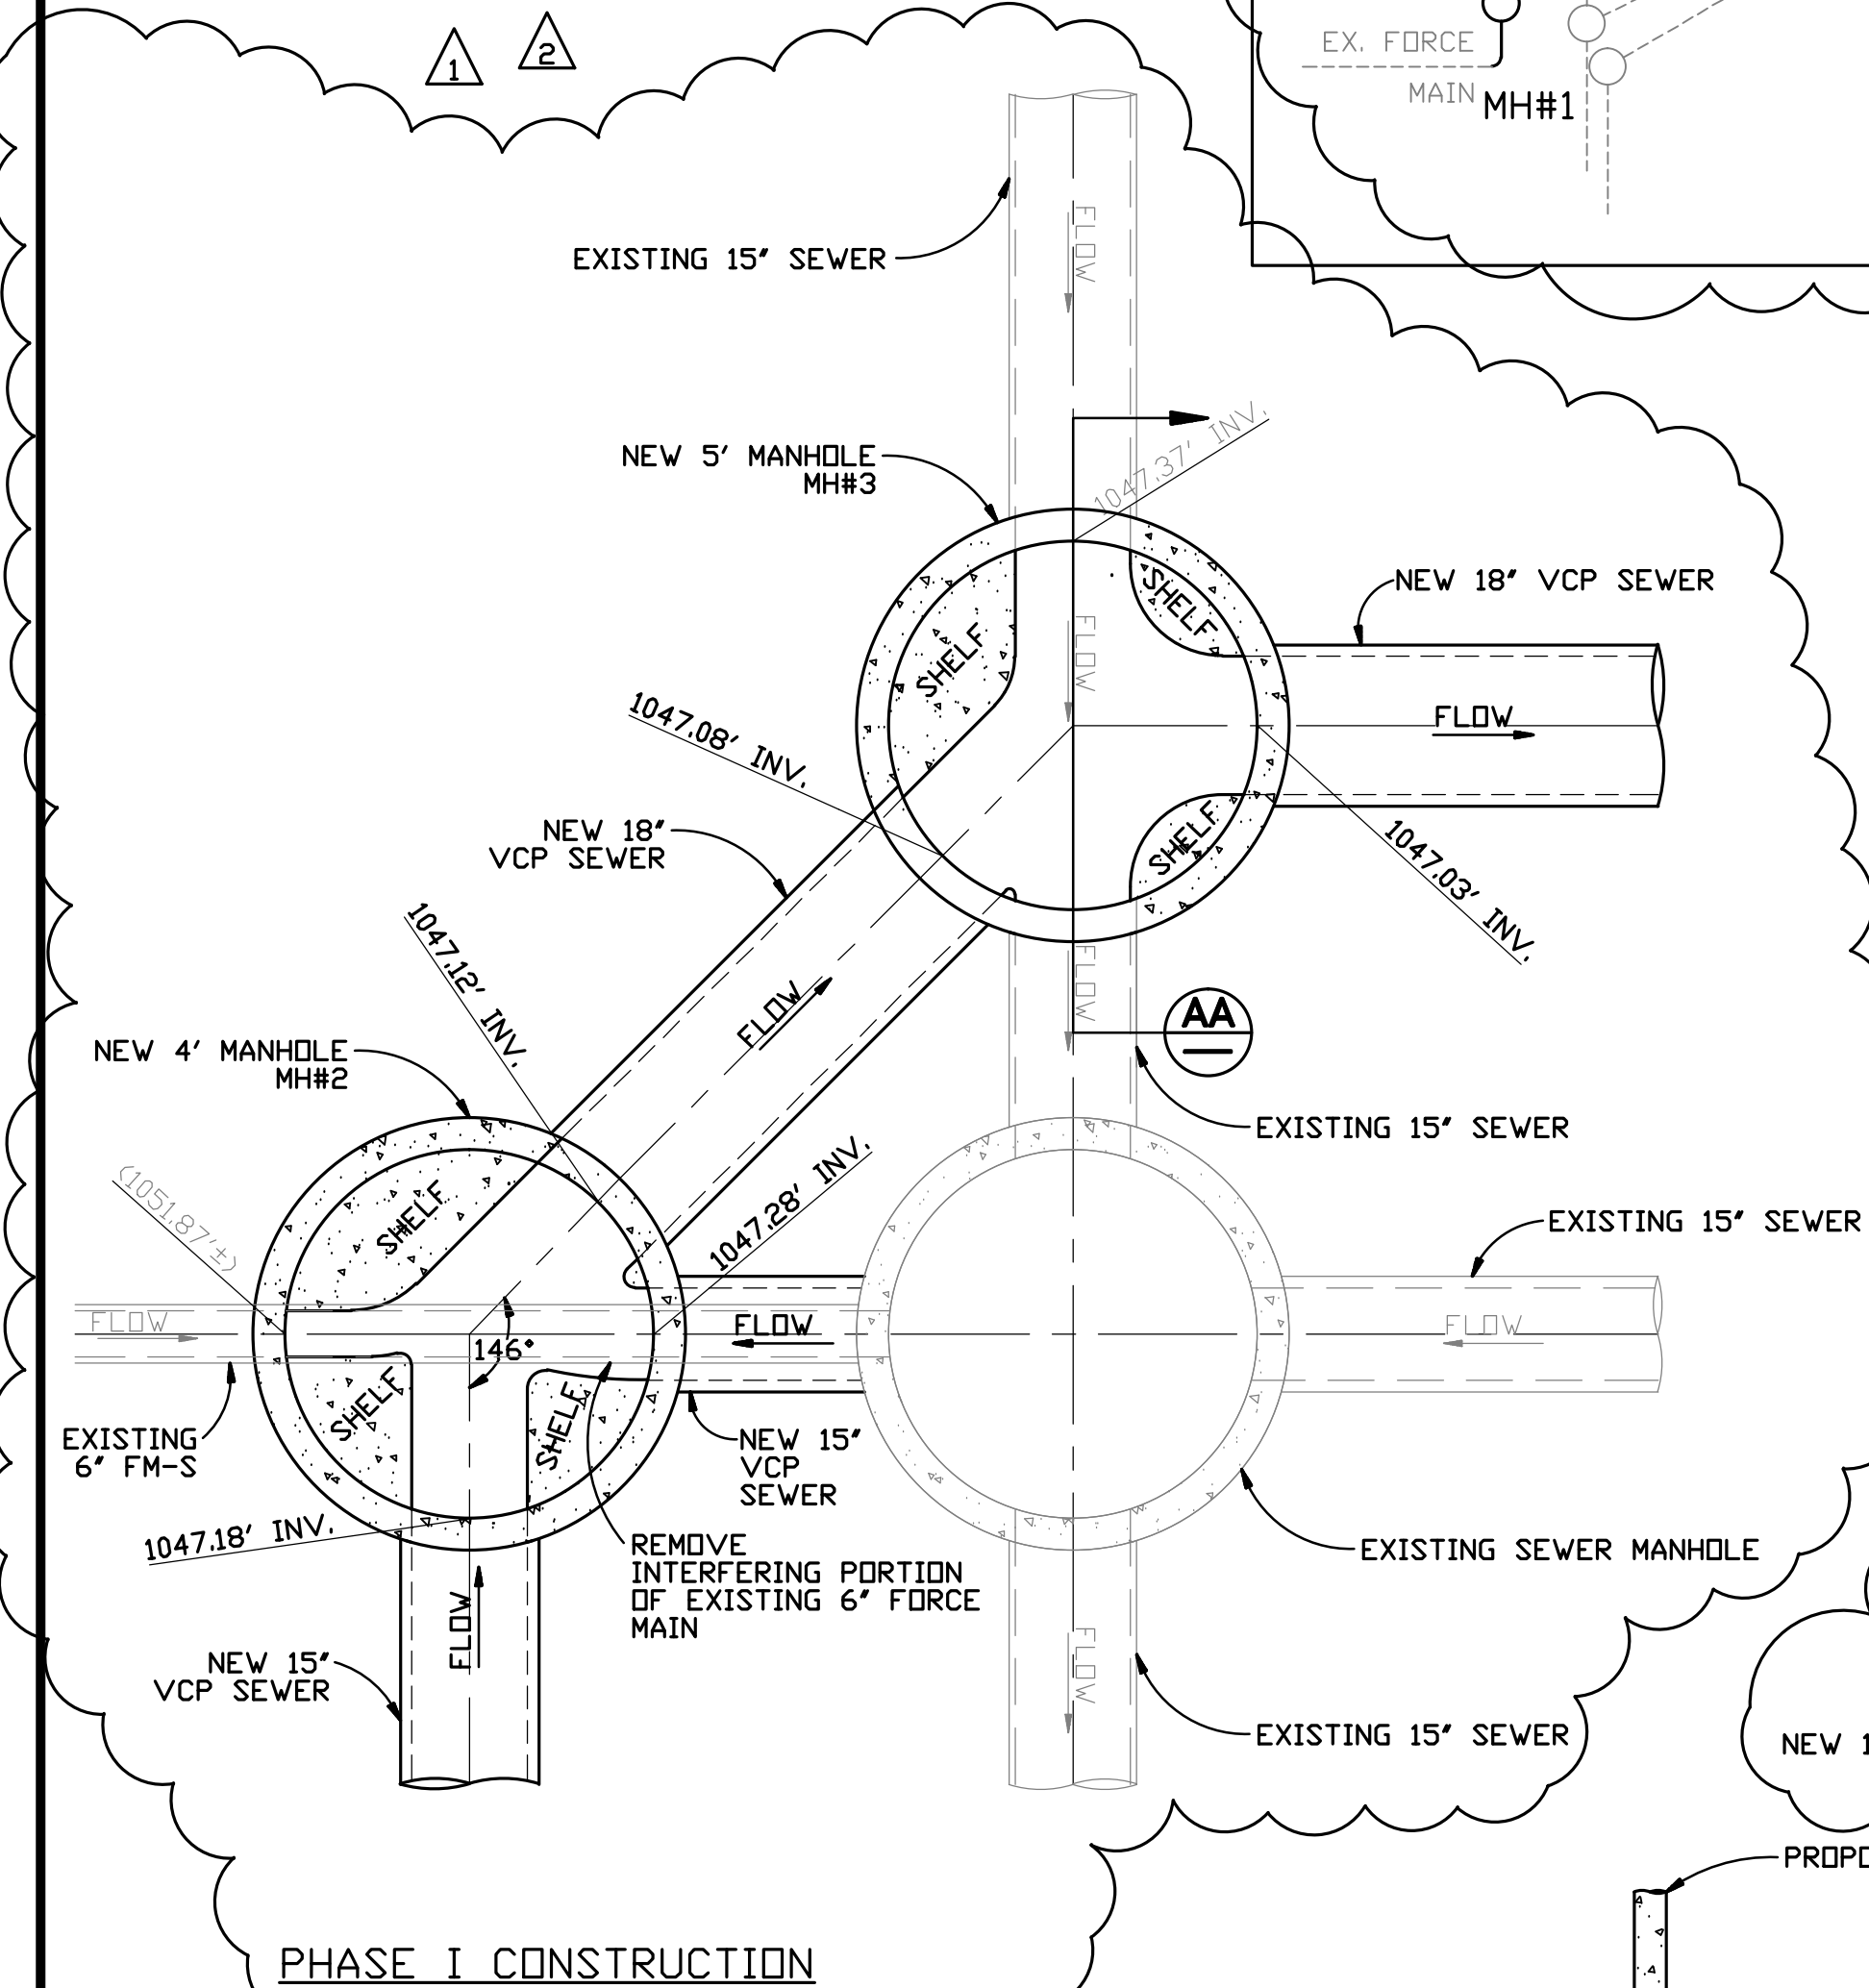 1
2
EX. FORCE
MAIN
MH#1
FLOW
EXISTING 15" SEWER
NEW 5' MANHOLE
MH#3
1047.37' INV.
SHELF
NEW 18" VCP SEWER
SHELF
FLOW
1047.08' INV.
FLOW
NEW 18"
VCP SEWER
SHELF
1047.03' INV.
1047.12' INV.
FLOW
FLOW
AA
NEW 4' MANHOLE
MH#2
EXISTING 15" SEWER
(1051.87'±)
SHELF
1047.28' INV.
EXISTING 15" SEWER
FLOW
146°
FLOW
FLOW
SHELF
SHELF
EXISTING
6" FM-S
NEW 15"
VCP
SEWER
1047.18' INV.
REMOVE
INTERFERING PORTION
OF EXISTING 6" FORCE
MAIN
EXISTING SEWER MANHOLE
FLOW
FLOW
NEW 15"
VCP SEWER
EXISTING 15" SEWER
NEW 1
PROPO
PHASE I CONSTRUCTION